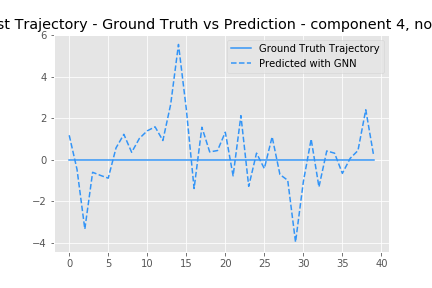 st Trajectory - Ground Truth vs Prediction - component 4, no
Ground Truth Trajectory
Predicted with GNN
6
4
2
0
−2
−4
0 5 10 15 20 25 30 35 40